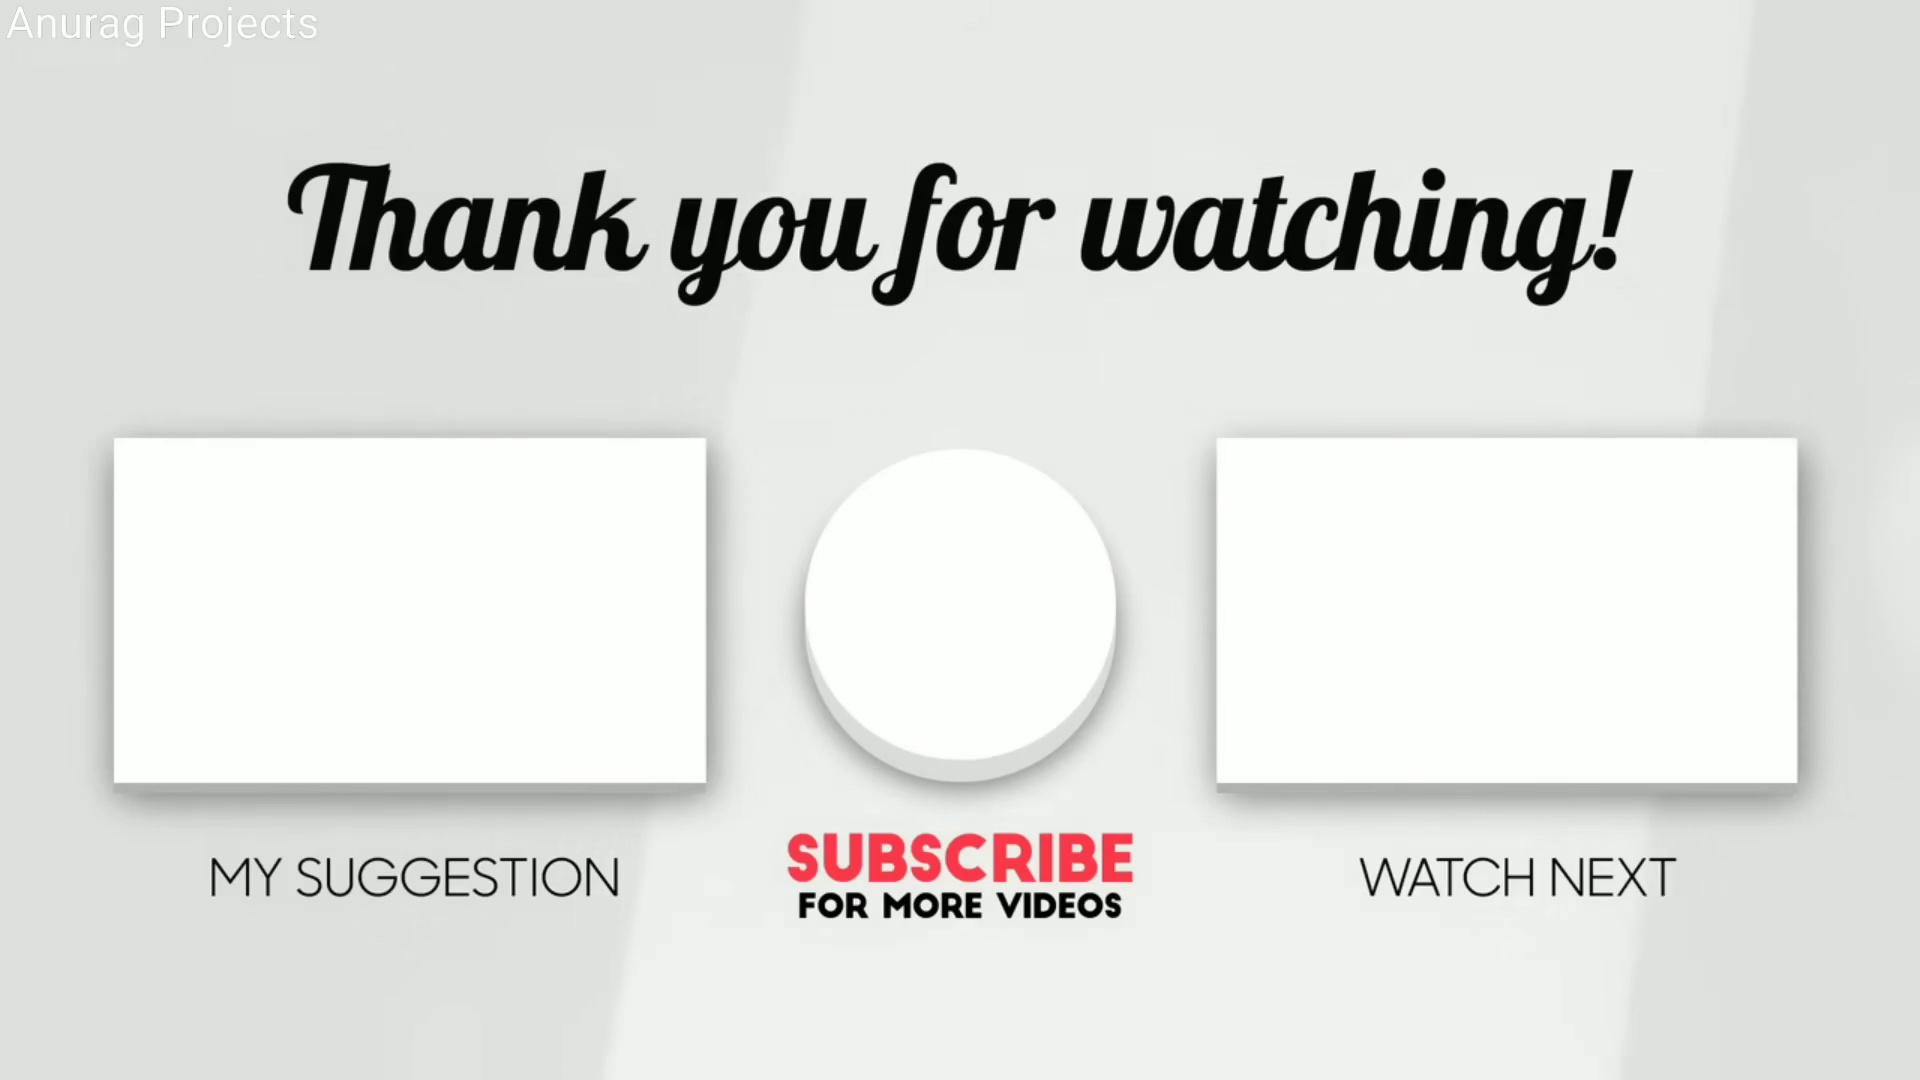 Anurag Projects
Thank you for watching!
MY SUGGESTION
SUBSCRIBE
FOR MORE VIDEOS
WATCH NEXT